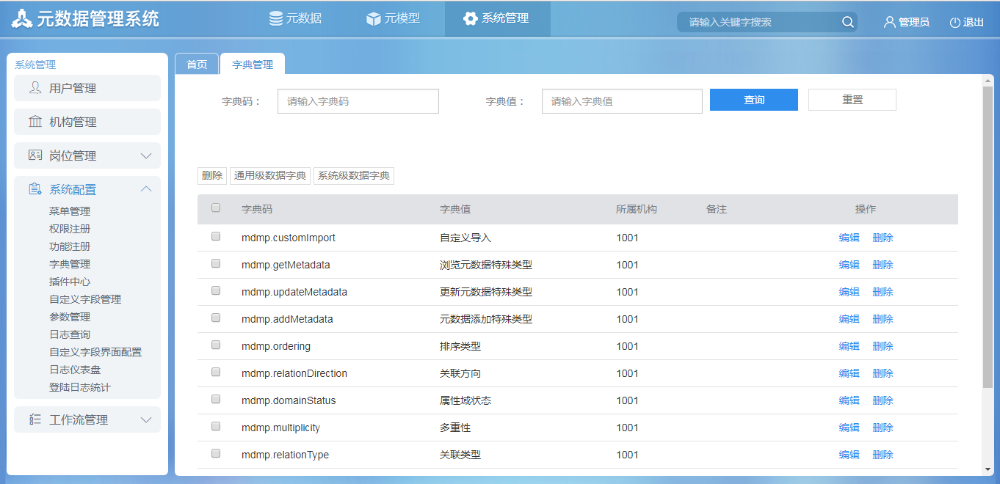 元数据管理系统
元数据
元模型
系统管理
请输入关键字搜索
管理员
退出
系统管理
用户管理
机构管理
岗位管理
系统配置
菜单管理
权限注册
功能注册
字典管理
插件中心
自定义字段管理
参数管理
日志查询
自定义字段界面配置
日志仪表盘
登陆日志统计
工作流管理
首页
字典管理
字典码：
请输入字典码
字典值：
请输入字典值
查询
重置
删除
通用级数据字典
系统级数据字典
字典码 字典值 所属机构 备注 操作
mdmp.customImport 自定义导入 1001 编辑 删除
mdmp.getMetadata 浏览元数据特殊类型 1001 编辑 删除
mdmp.updateMetadata 更新元数据特殊类型 1001 编辑 删除
mdmp.addMetadata 元数据添加特殊类型 1001 编辑 删除
mdmp.ordering 排序类型 1001 编辑 删除
mdmp.relationDirection 关联方向 1001 编辑 删除
mdmp.domainStatus 属性域状态 1001 编辑 删除
mdmp.multiplicity 多重性 1001 编辑 删除
mdmp.relationType 关联类型 1001 编辑 删除